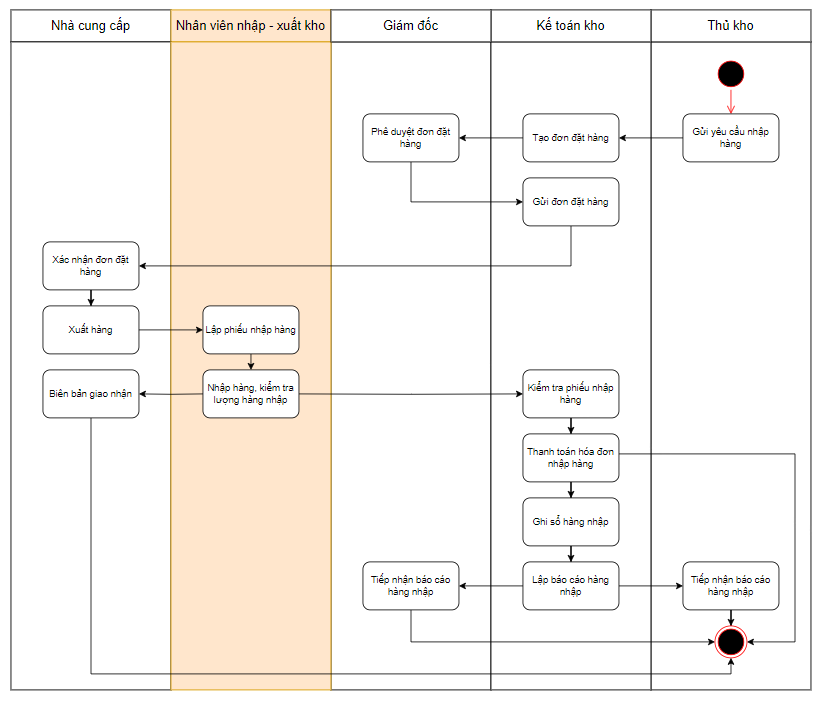 Nhà cung cấp
Nhân viên nhập - xuất kho
Giám đốc
Kế toán kho
Thủ kho
Phê duyệt đơn đặt
hàng
Tạo đơn đặt hàng
Gửi yêu cầu nhập
hàng
Gửi đơn đặt hàng
Xác nhận đơn đặt
hàng
Xuất hàng
Lập phiếu nhập hàng
Biên bản giao nhận
Nhập hàng, kiểm tra
lượng hàng nhập
Kiểm tra phiếu nhập
hàng
Thanh toán hóa đơn
nhập hàng
Ghi sổ hàng nhập
Tiếp nhận báo cáo
hàng nhập
Lập báo cáo hàng
nhập
Tiếp nhận báo cáo
hàng nhập